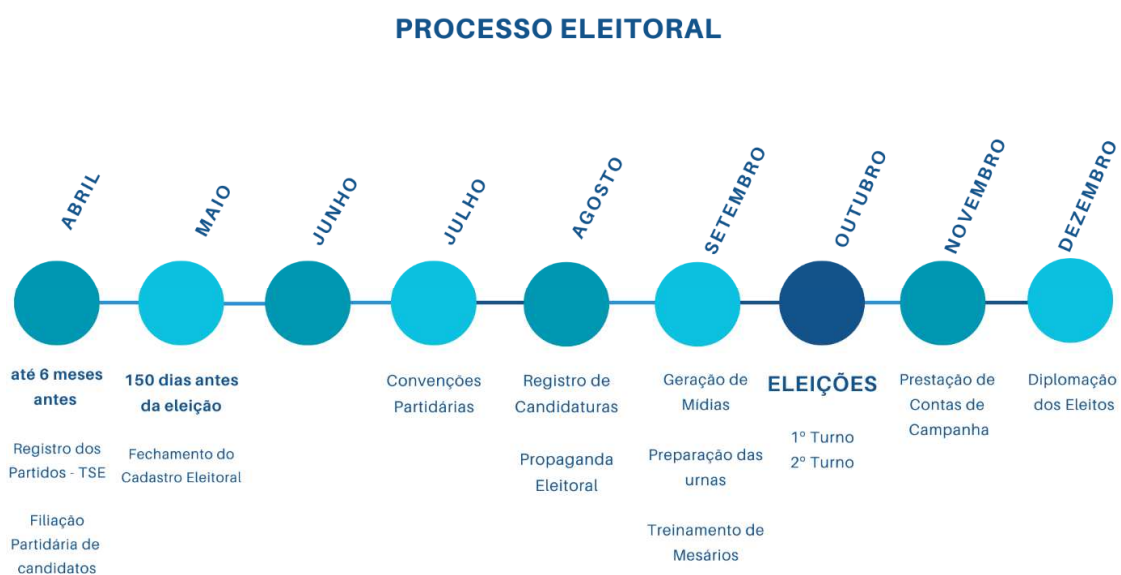 PROCESSO ELEITORAL
ABRIL
MAIO
JUNHO
JULHO
AGOSTO
SETEMBRO
OUTUBRO
NOVEMBRO
DEZEMBRO
até 6 meses
antes
Registro dos
Partidos - TSE
Filiação
Partidária de
candidatos
150 dias antes
da eleição
Fechamento do
Cadastro Eleitoral
Convenções
Partidárias
Registro de
Candidaturas
Propaganda
Eleitoral
Geração de
Mídias
Preparação das
urnas
Treinamento de
Mesários
ELEIÇÕES
1º Turno
2º Turno
Prestação de
Contas de
Campanha
Diplomação
dos Eleitos